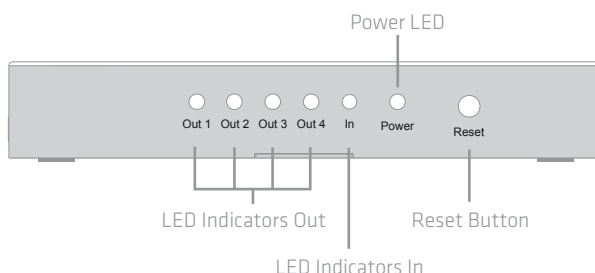 Power LED
Out 1 Out 2 Out 3 Out 4 In Power Reset
LED Indicators Out Reset Button
LED Indicators In